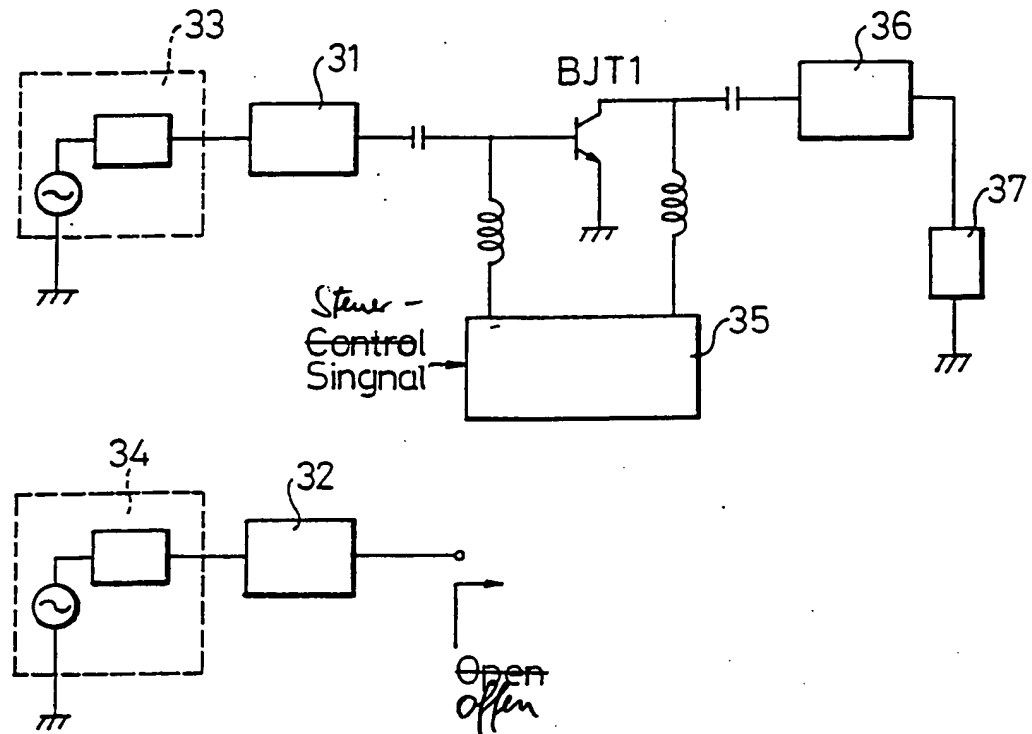 33
31
BJT1
36
37
Steuer -
Control
Singnal
35
34
32
Open
offen